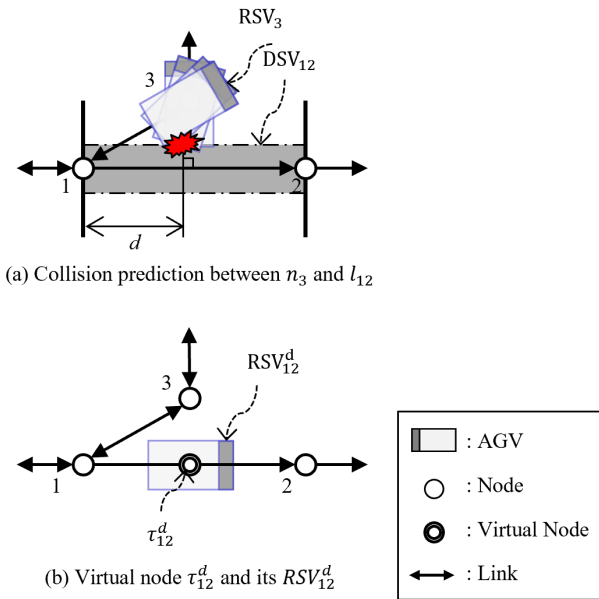 RSV₃
DSV₁₂
3
1
2
d
(a) Collision prediction between n₃ and l₁₂
RSV₁₂ᵈ
3
1
2
τ₁₂ᵈ
(b) Virtual node τ₁₂ᵈ and its RSV₁₂ᵈ
: AGV
: Node
: Virtual Node
: Link